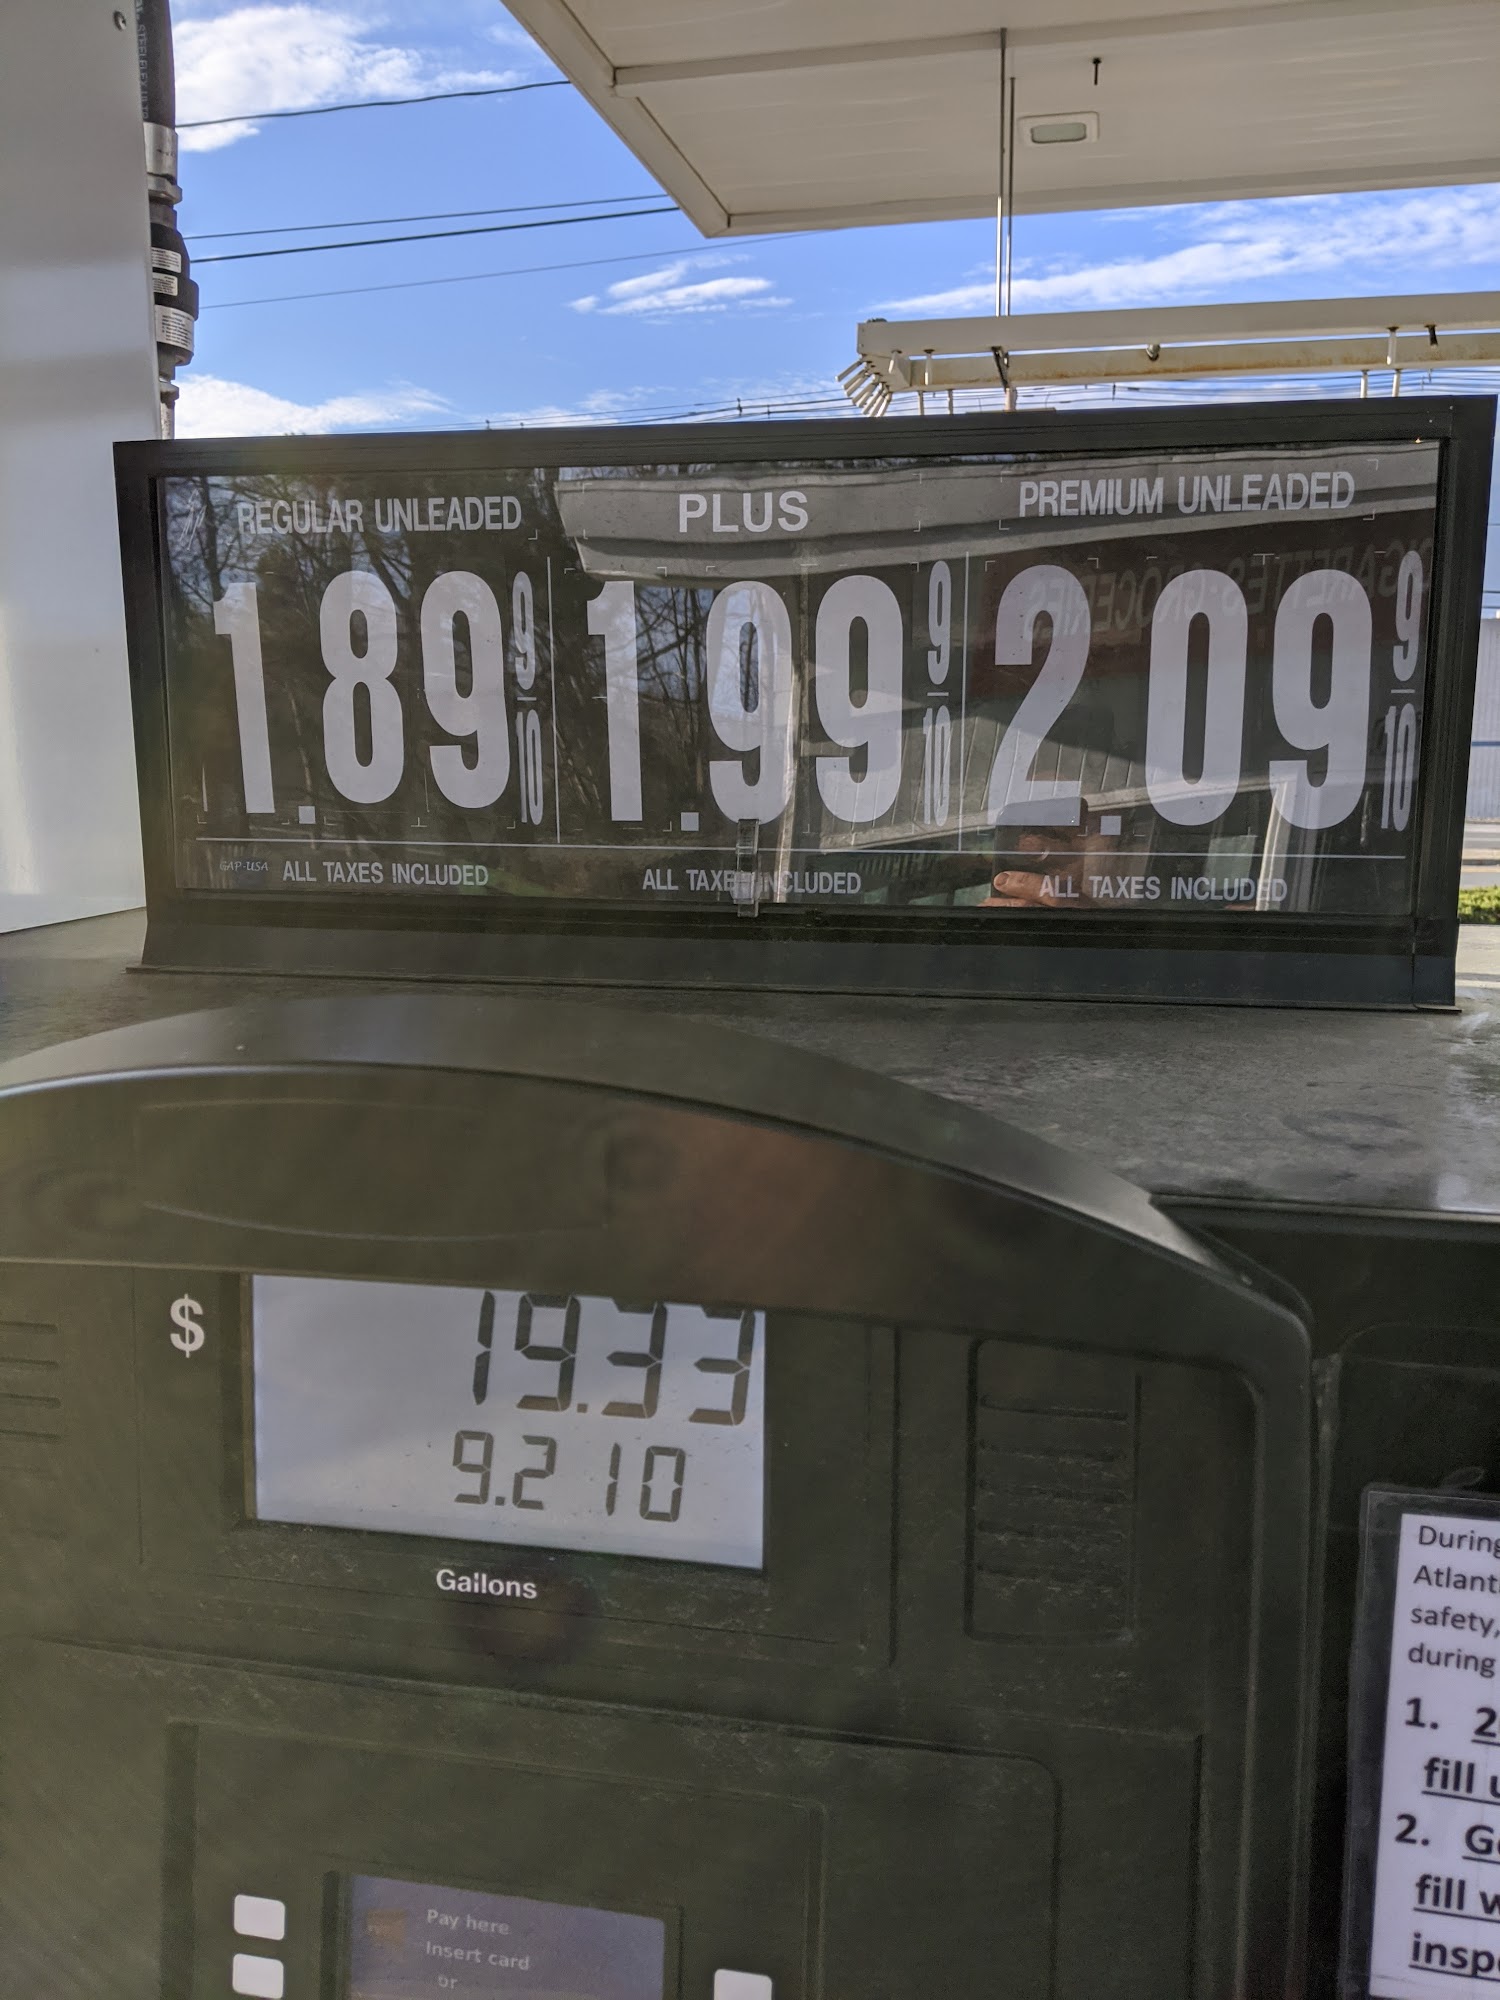 REGULAR UNLEADED PLUS PREMIUM UNLEADED
1.89 9/10 1.99 9/10 2.09 9/10
GAP-USA ALL TAXES INCLUDED ALL TAXES INCLUDED ALL TAXES INCLUDED
$ 19.33
9.210
Gallons
During
Atlant
safety,
during
1. 2
fill u
2. G
fill w
insp
Pay here
Insert card
or